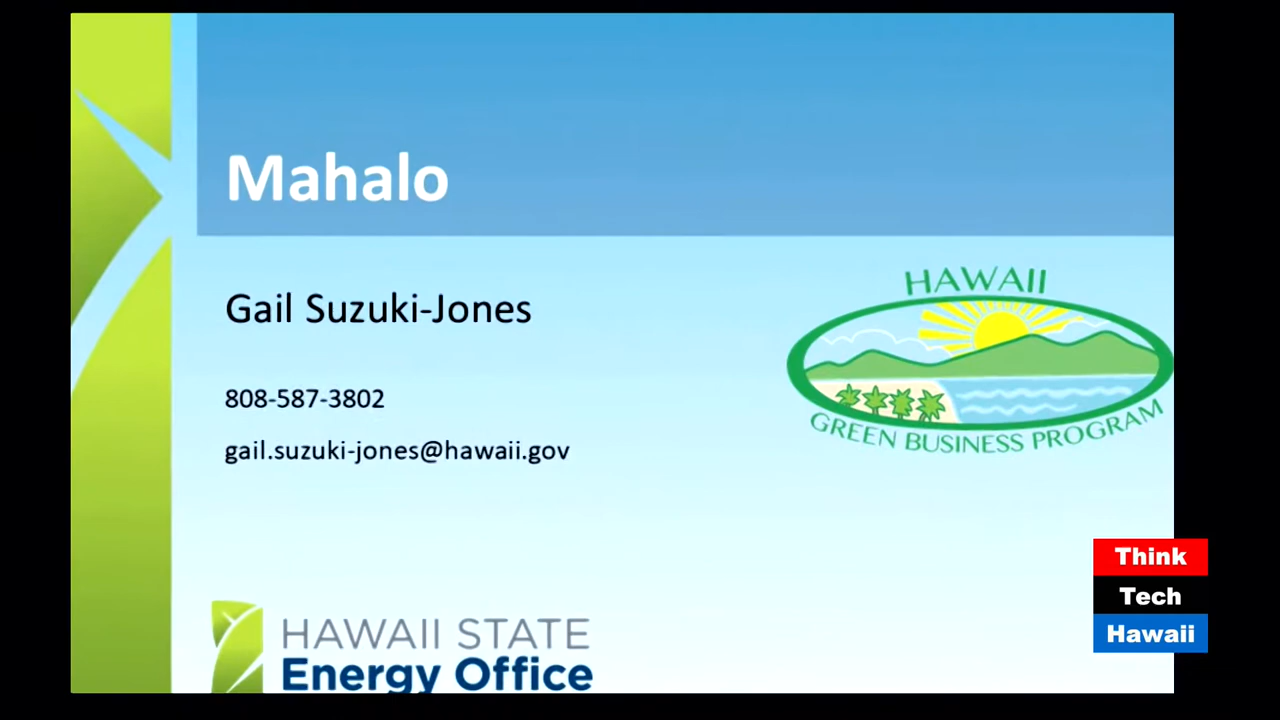 Mahalo
Gail Suzuki-Jones
808-587-3802
gail.suzuki-jones@hawaii.gov
HAWAII
GREEN BUSINESS PROGRAM
HAWAII STATE
Energy Office
Think
Tech
Hawaii